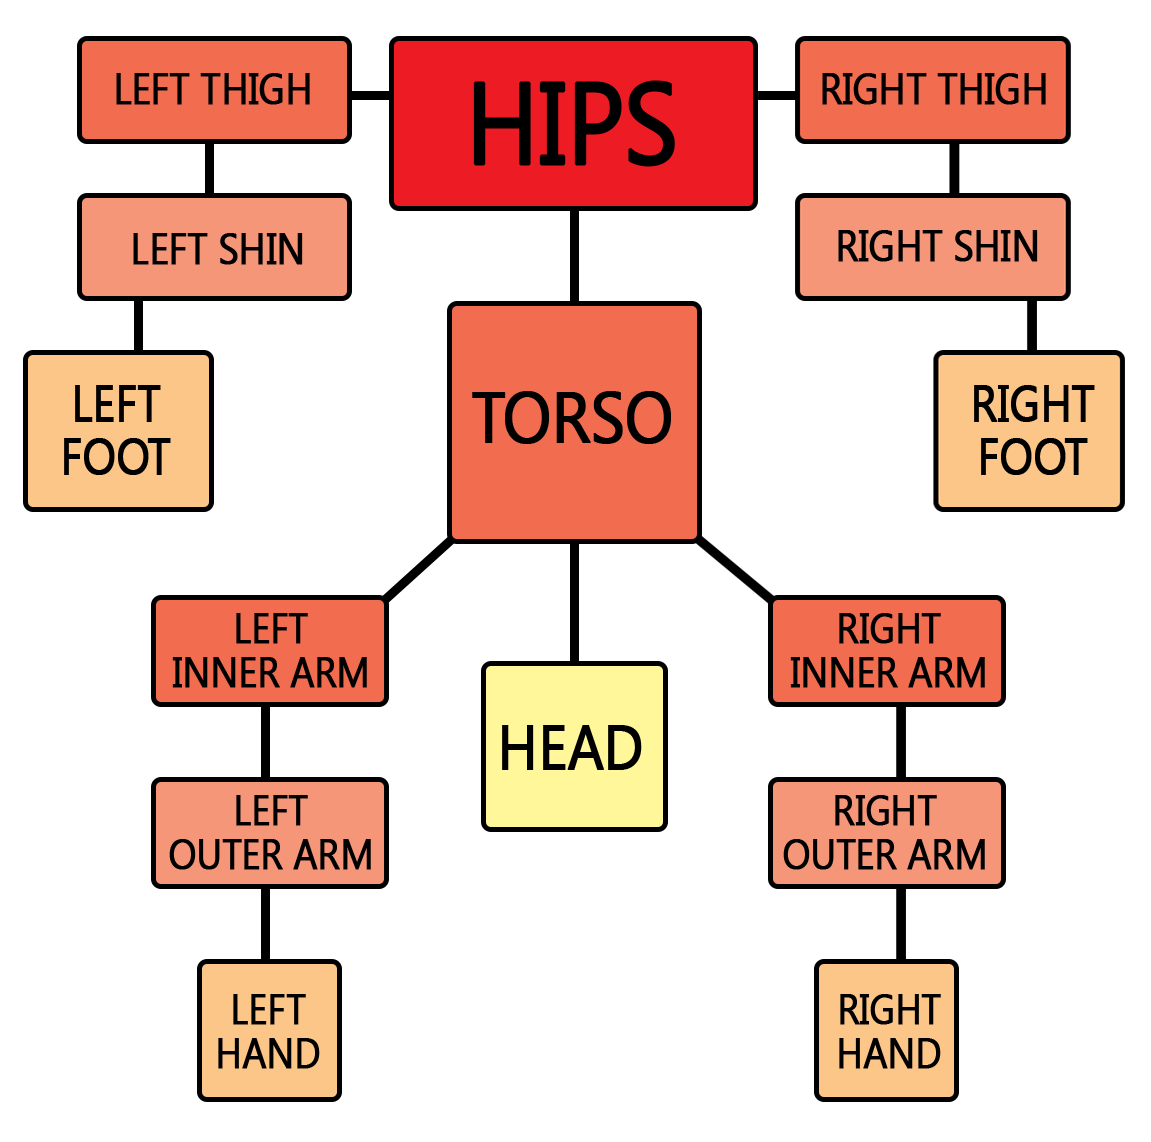 LEFT THIGH
HIPS
RIGHT THIGH
LEFT SHIN
RIGHT SHIN
LEFT
FOOT
TORSO
RIGHT
FOOT
LEFT
INNER ARM
HEAD
RIGHT
INNER ARM
LEFT
OUTER ARM
RIGHT
OUTER ARM
LEFT
HAND
RIGHT
HAND